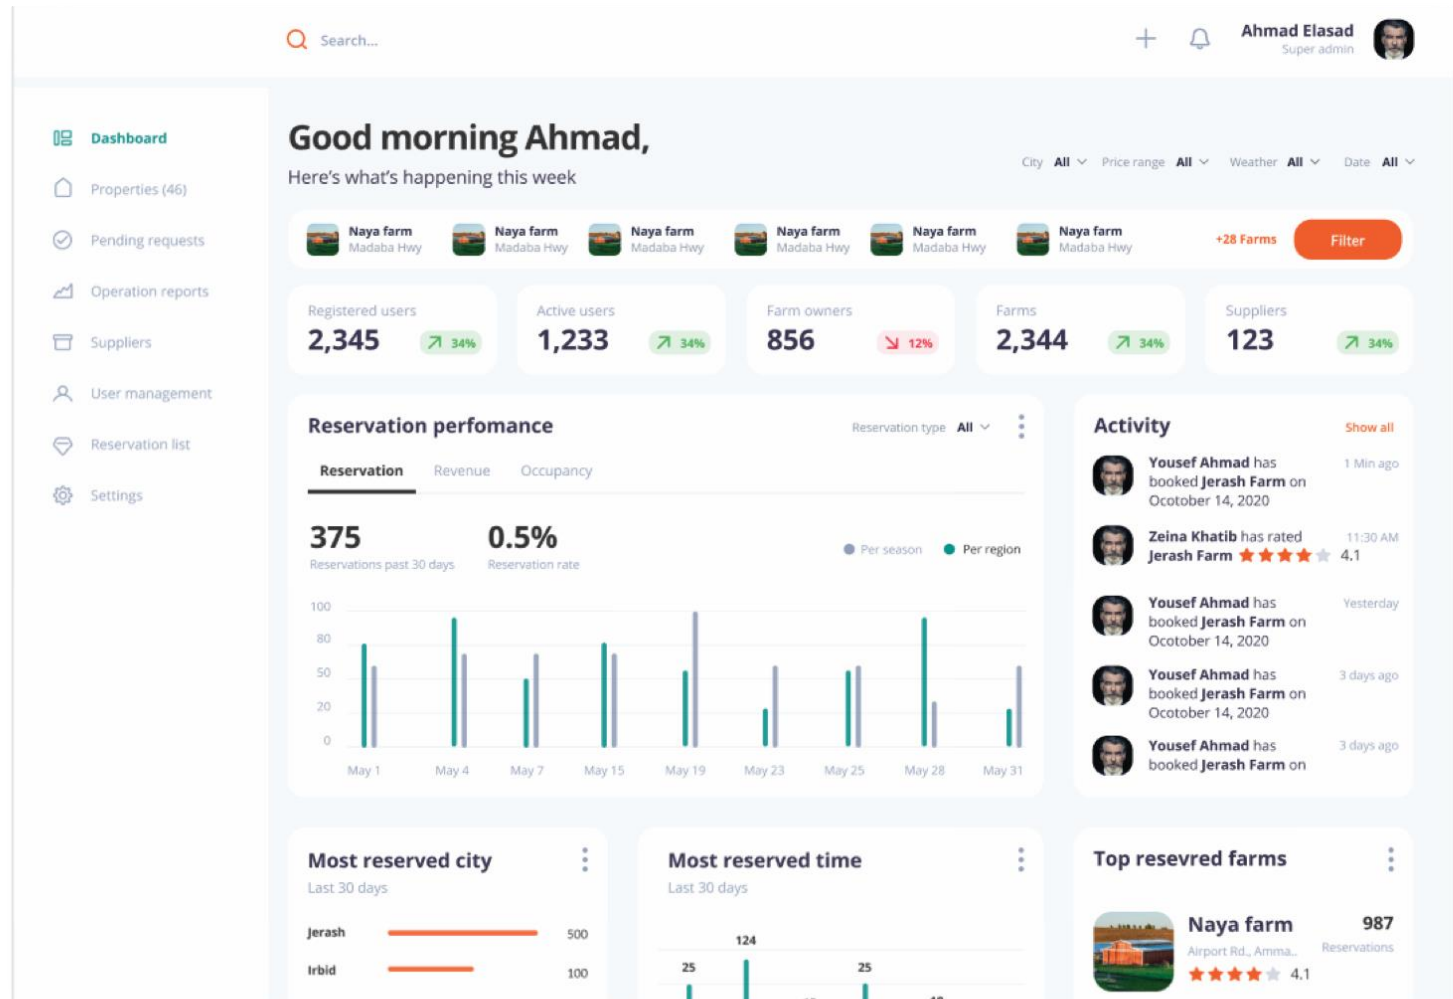 Search...
Ahmad Elasad
Super admin
Dashboard
Properties (46)
Pending requests
Operation reports
Suppliers
User management
Reservation list
Settings
Good morning Ahmad,
Here's what's happening this week
City All Price range All Weather All Date All
Naya farm Naya farm Naya farm Naya farm Naya farm Naya farm
Madaba Hwy Madaba Hwy Madaba Hwy Madaba Hwy Madaba Hwy Madaba Hwy
+28 Farms
Filter
Registered users
2,345 34%
Active users
1,233 34%
Farm owners
856 12%
Farms
2,344 34%
Suppliers
123 34%
Reservation perfomance
Reservation type All
Reservation Revenue Occupancy
375
Reservations past 30 days
0.5%
Reservation rate
Per season Per region
100
80
50
20
0
May 1 May 4 May 7 May 15 May 19 May 23 May 25 May 28 May 31
Activity Show all
Yousef Ahmad has 1 Min ago
booked Jerash Farm on
Ocotober 14, 2020
Zeina Khatib has rated 11:30 AM
Jerash Farm 4.1
Yousef Ahmad has Yesterday
booked Jerash Farm on
Ocotober 14, 2020
Yousef Ahmad has 3 days ago
booked Jerash Farm on
Ocotober 14, 2020
Yousef Ahmad has 3 days ago
booked Jerash Farm on
Most reserved city
Last 30 days
Jerash 500
Irbid 100
Most reserved time
Last 30 days
124
25 25
Top resevred farms
Naya farm 987
Airport Rd., Amma.. Reservations
4.1